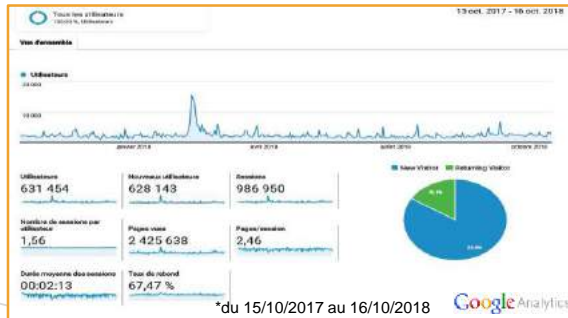 Tous les utilisateurs
100,00 %, Utilisateurs
13 oct. 2017 - 16 oct. 2018
Vue d'ensemble
Utilisateurs
20 000
10 000
janvier 2018
avril 2018
juillet 2018
octobre 2018
Utilisateurs
631 454
Nouveaux utilisateurs
628 143
Sessions
986 950
New Visitor
Returning Visitor
Nombre de sessions par utilisateur
1,56
Pages vues
2 425 638
Pages/session
2,46
Durée moyenne des sessions
00:02:13
Taux de rebond
67,47 %
*du 15/10/2017 au 16/10/2018
Google Analytics